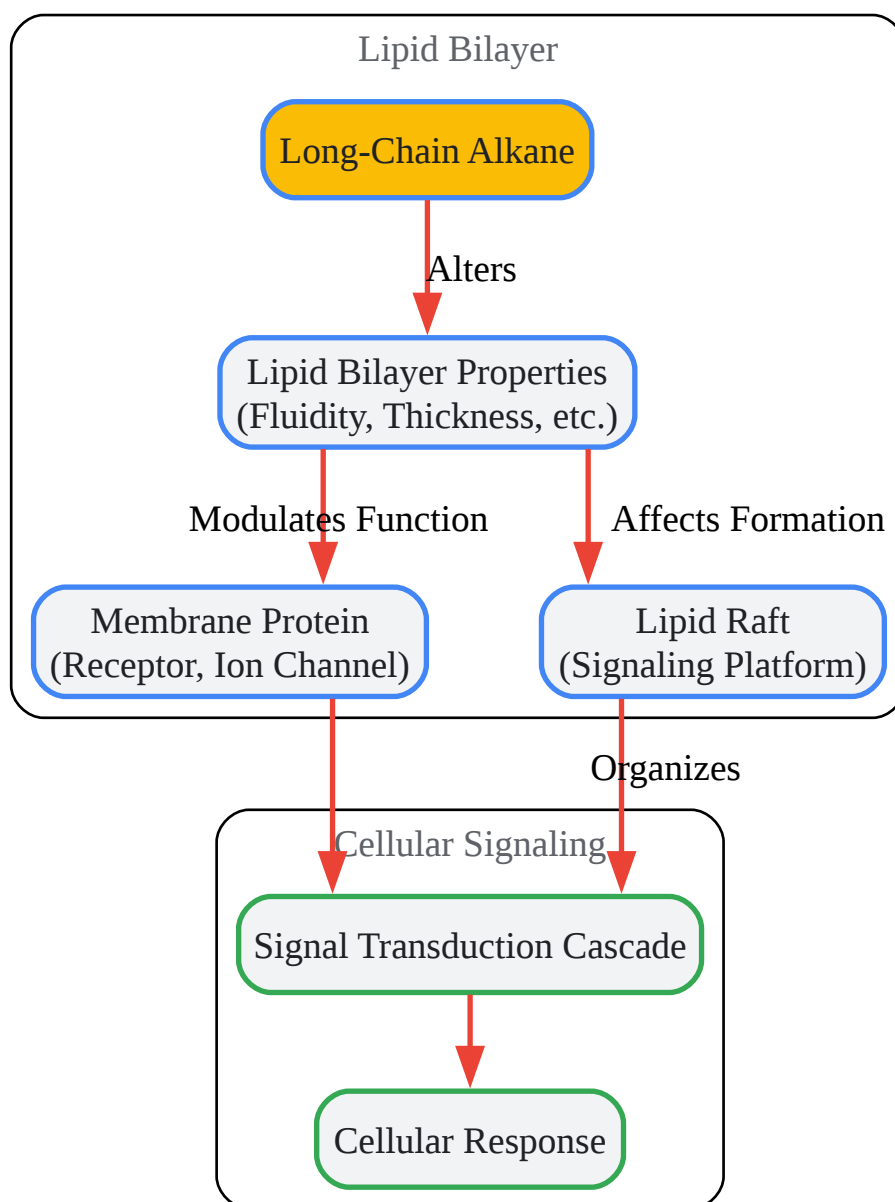 Lipid Bilayer
Long-Chain Alkane
Alters
Lipid Bilayer Properties
(Fluidity, Thickness, etc.)
Modulates Function
Affects Formation
Membrane Protein
(Receptor, Ion Channel)
Lipid Raft
(Signaling Platform)
Organizes
Cellular Signaling
Signal Transduction Cascade
Cellular Response